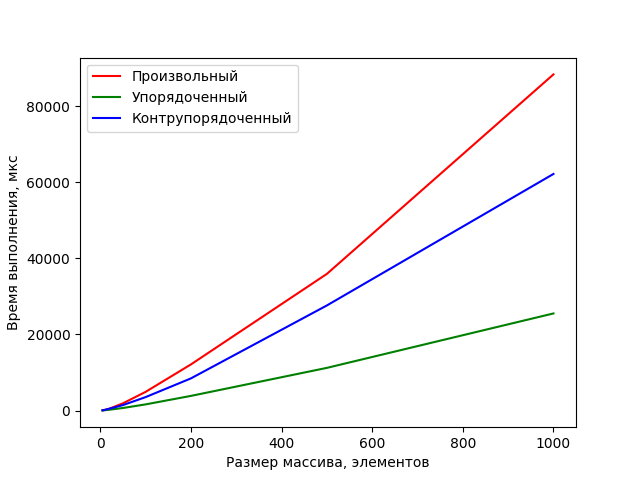 Произвольный
Упорядоченный
Контрупорядоченный
Время выполнения, мкс
80000
60000
40000
20000
0
0 200 400 600 800 1000
Размер массива, элементов